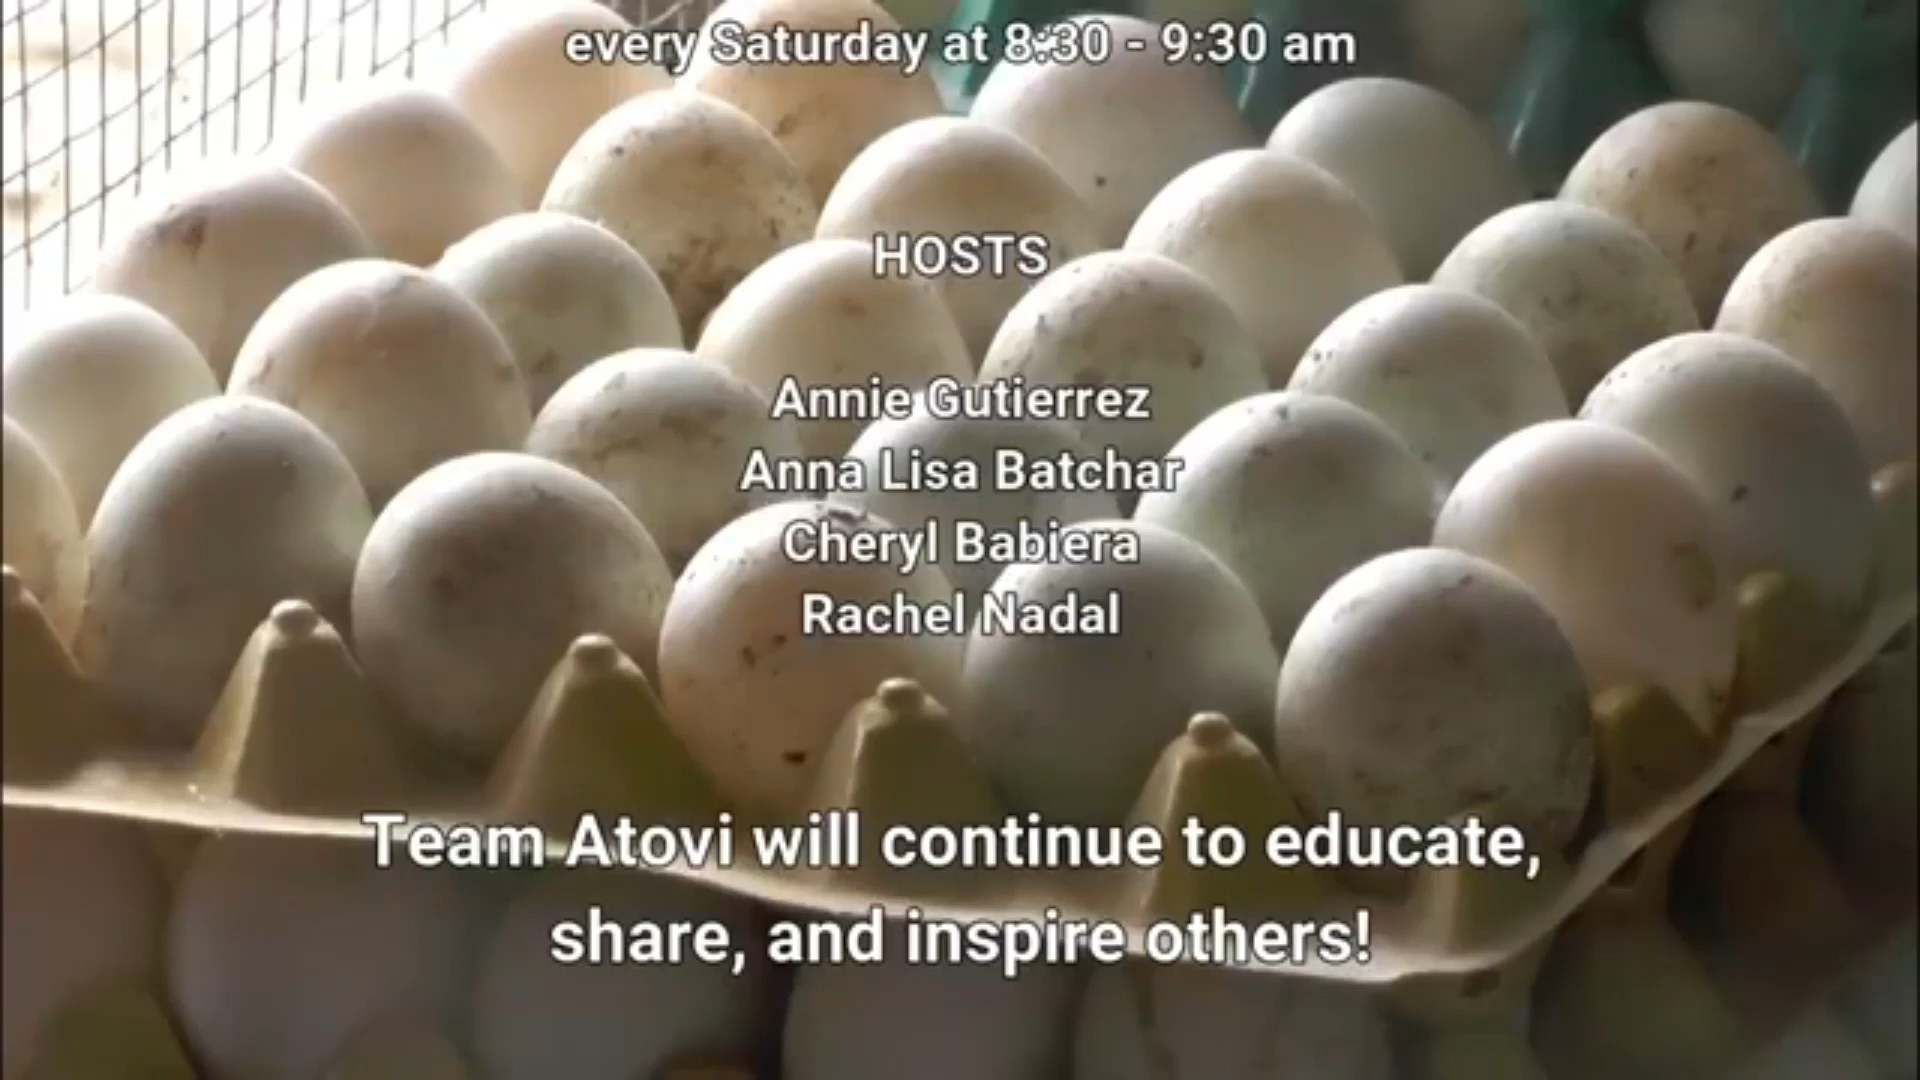 every Saturday at 8:30 - 9:30 am
HOSTS
Annie Gutierrez
Anna Lisa Batchar
Cheryl Babiera
Rachel Nadal
Team Atovi will continue to educate,
share, and inspire others!